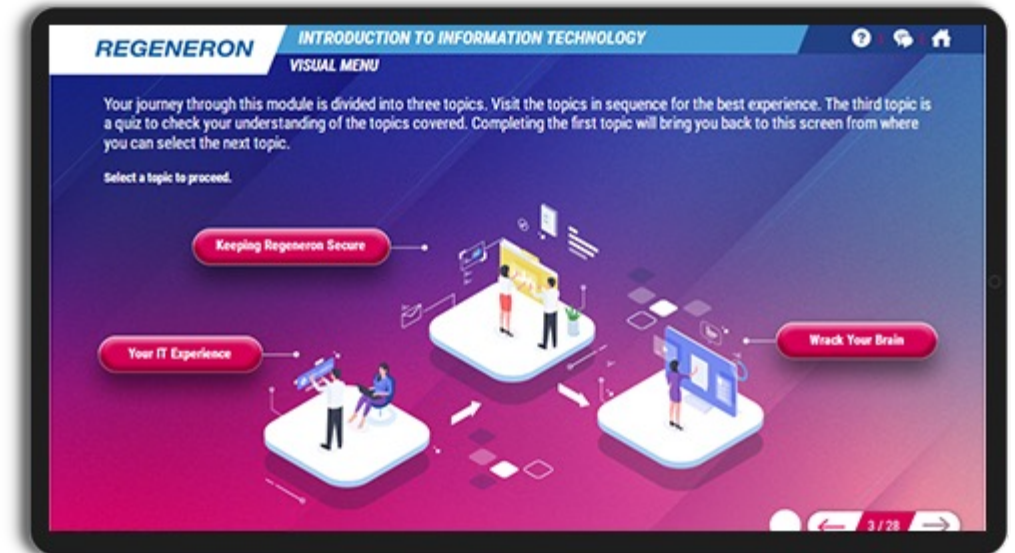 REGENERON
INTRODUCTION TO INFORMATION TECHNOLOGY
VISUAL MENU
Your journey through this module is divided into three topics. Visit the topics in sequence for the best experience. The third topic is
a quiz to check your understanding of the topics covered. Completing the first topic will bring you back to this screen from where
you can select the next topic.
Select a topic to proceed.
Keeping Regeneron Secure
Your IT Experience
Wrack Your Brain
3 / 28